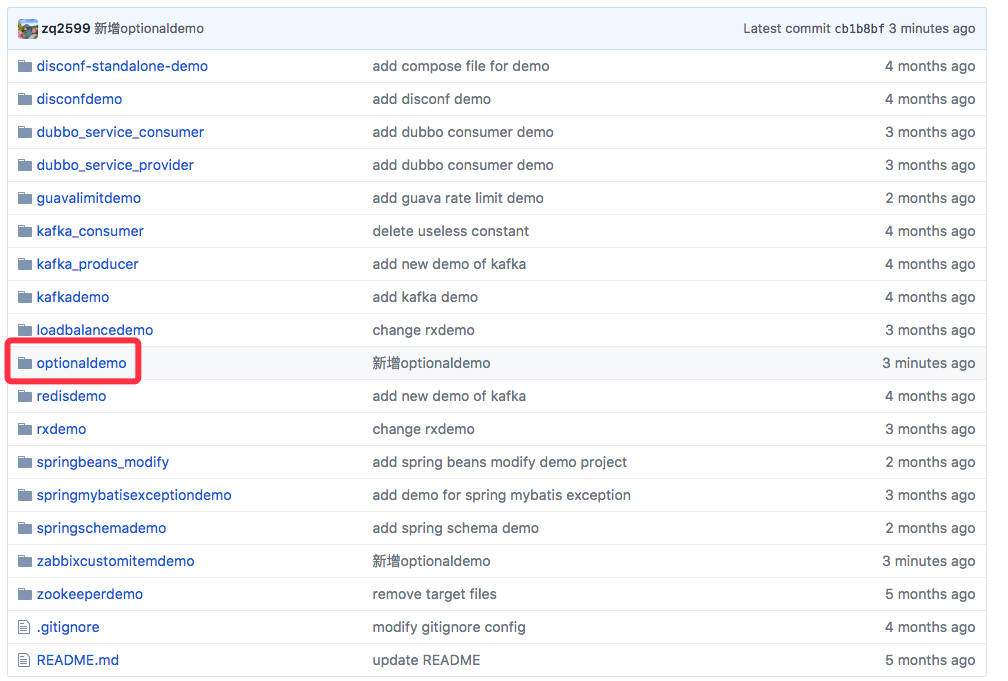 zq2599 新增optionaldemo Latest commit cb1b8bf 3 minutes ago
disconf-standalone-demo add compose file for demo 4 months ago
disconfdemo add disconf demo 4 months ago
dubbo_service_consumer add dubbo consumer demo 3 months ago
dubbo_service_provider add dubbo consumer demo 3 months ago
guavalimitdemo add guava rate limit demo 2 months ago
kafka_consumer delete useless constant 4 months ago
kafka_producer add new demo of kafka 4 months ago
kafkademo add kafka demo 4 months ago
loadbalancedemo change rxdemo 3 months ago
optionaldemo 新增optionaldemo 3 minutes ago
redisdemo add new demo of kafka 4 months ago
rxdemo change rxdemo 3 months ago
springbeans_modify add spring beans modify demo project 2 months ago
springmybatisexceptiondemo add demo for spring mybatis exception 3 months ago
springschemademo add spring schema demo 2 months ago
zabbixcustomitemdemo 新增optionaldemo 3 minutes ago
zookeeperdemo remove target files 5 months ago
.gitignore modify gitignore config 4 months ago
README.md update README 5 months ago